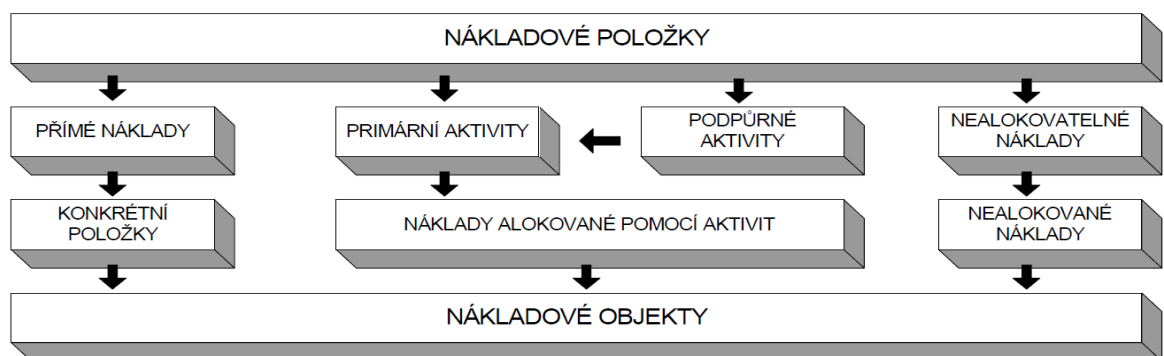 NÁKLADOVÉ POLOŽKY
PŘÍMÉ NÁKLADY
PRIMÁRNÍ AKTIVITY
PODPŮRNÉ
AKTIVITY
NEALOKOVATELNÉ
NÁKLADY
KONKRÉTNÍ
POLOŽKY
NÁKLADY ALOKOVANÉ POMOCÍ AKTIVIT
NEALOKOVANÉ
NÁKLADY
NÁKLADOVÉ OBJEKTY